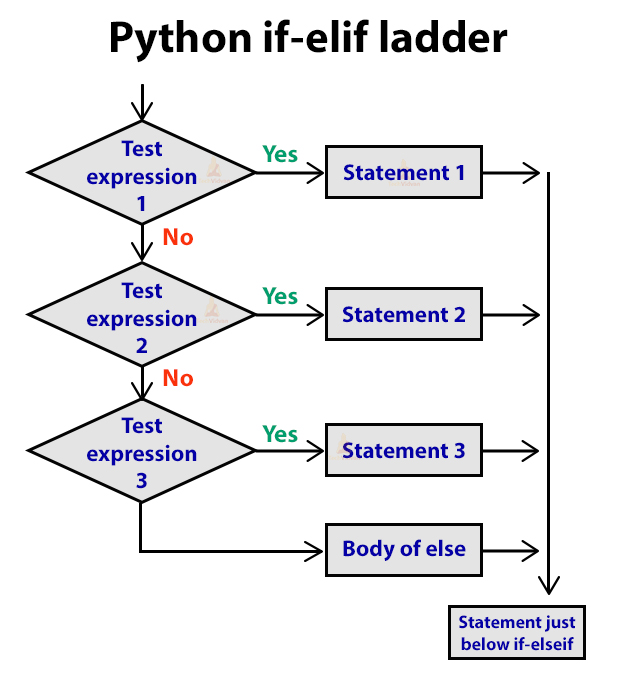 Python if-elif ladder
Test
expression
1
Yes
Statement 1
No
Test
expression
2
Yes
Statement 2
No
Test
expression
3
Yes
Statement 3
Body of else
Statement just
below if-elseif